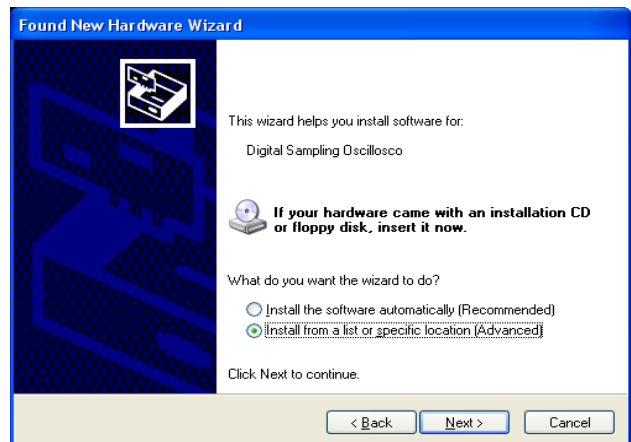 Found New Hardware Wizard
This wizard helps you install software for:
Digital Sampling Oscillosco
If your hardware came with an installation CD
or floppy disk, insert it now.
What do you want the wizard to do?
Install the software automatically (Recommended)
Install from a list or specific location (Advanced)
Click Next to continue.
< Back Next > Cancel